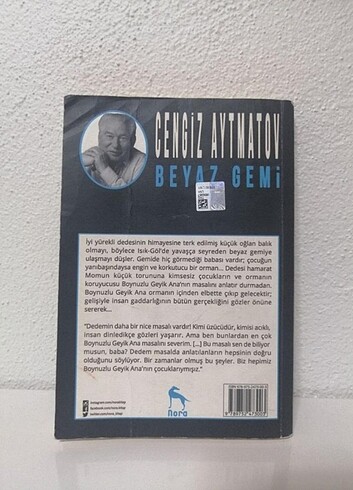 CENGİZ AYTMATOV
BEYAZ GEMİ
İyi yürekli dedesinin himayesine terk edilmiş küçük oğlan balık
olmayı, böylece Isık-Göl'de yavaşça seyreden beyaz gemiye
ulaşmayı düşler. Gemide hiç görmediği babası vardır; çocuğun
yanıbaşındaysa engin ve korkutucu bir orman... Dedesi hamarat
Momun küçük torununa kimsesiz çocukların ve ormanın
koruyucusu Boynuzlu Geyik Ana'nın masalını anlatır durmadan.
Boynuzlu Geyik Ana ormanın içinden elbette çıkıp gelecektir;
gelişiyle insan gaddarlığının bütün gerçekliğini gözler önüne
sererek...
"Dedemin daha bir nice masalı vardır! Kimi üzücüdür, kimisi acıklı,
insan dinledikçe gözleri yaşarır. Ama ben bunlardan en çok
Boynuzlu Geyik Ana masalını severim. [...] Bu masalı sen de biliyor
musun, baba? Dedem masalda anlatılanların hepsinin doğru
olduğunu söylüyor. Bir zamanlar olmuş bu şeyler. Biz hepimiz
Boynuzlu Geyik Ana'nın çocuklarıymışız."
nora